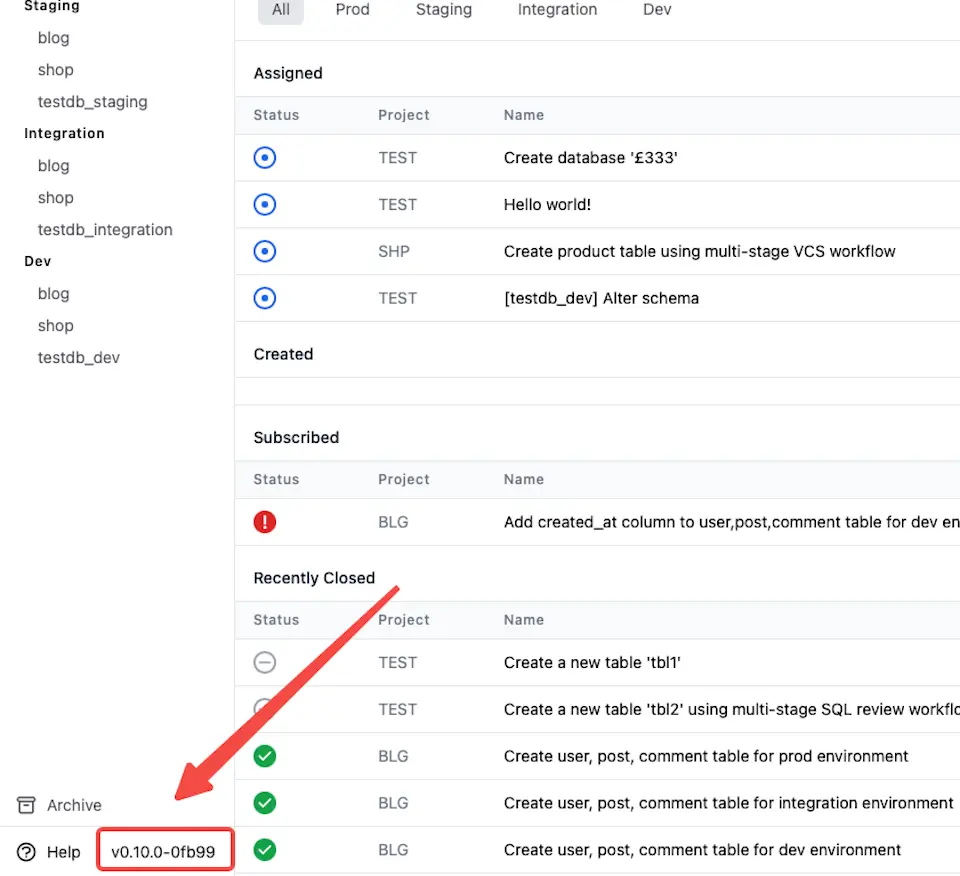 Staging
blog
shop
testdb_staging
Integration
blog
shop
testdb_integration
Dev
blog
shop
testdb_dev
Archive
Help v0.10.0-0fb99
All Prod Staging Integration Dev
Assigned
Status Project Name
TEST Create database '£333'
TEST Hello world!
SHP Create product table using multi-stage VCS workflow
TEST [testdb_dev] Alter schema
Created
Subscribed
Status Project Name
BLG Add created_at column to user,post,comment table for dev en
Recently Closed
Status Project Name
TEST Create a new table 'tbl1'
TEST Create a new table 'tbl2' using multi-stage SQL review workflo
BLG Create user, post, comment table for prod environment
BLG Create user, post, comment table for integration environment
BLG Create user, post, comment table for dev environment